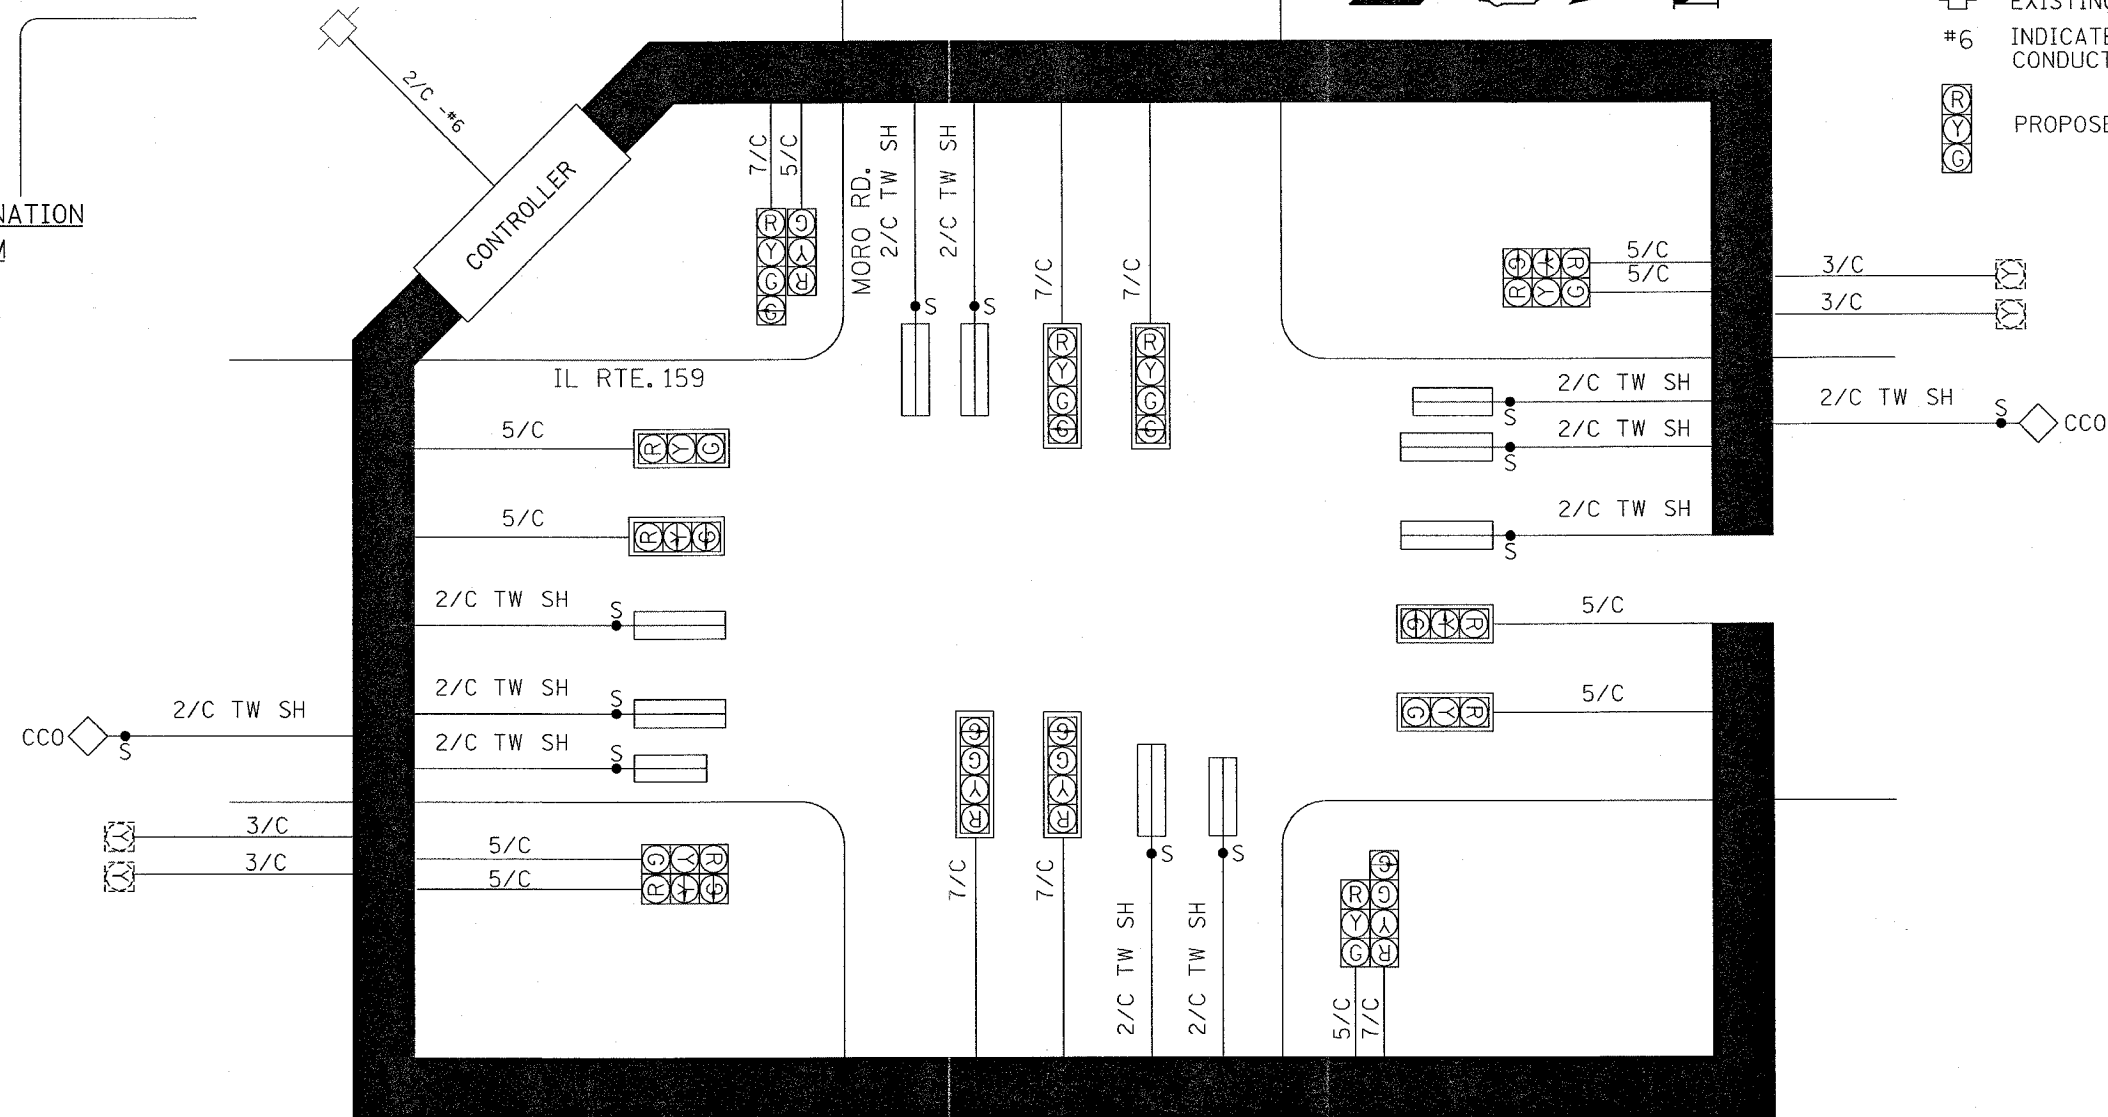 EXISTING
#6 INDICATE
CONDUCT
R
Y
G
PROPOSE
NATION
M
2/C -#6
CONTROLLER
7/C
5/C
R
Y
G
G
G
Y
R
MORO RD.
2/C TW SH
2/C TW SH
S
S
7/C
7/C
R
Y
G
G
R
Y
G
G
5/C
5/C
G Y R
R Y G
3/C
3/C
Y
Y
IL RTE. 159
5/C
R Y G
5/C
R Y G
2/C TW SH
S
2/C TW SH
S
2/C TW SH
S
2/C TW SH
S
CCO
2/C TW SH
S
2/C TW SH
S
2/C TW SH
S
CCO
2/C TW SH
S
5/C
G Y R
5/C
G Y R
3/C
3/C
Y
Y
5/C
5/C
G Y R
R Y G
G
G
Y
R
7/C
G
G
Y
R
7/C
S
S
2/C TW SH
2/C TW SH
G
R G
Y Y
G R
5/C
7/C